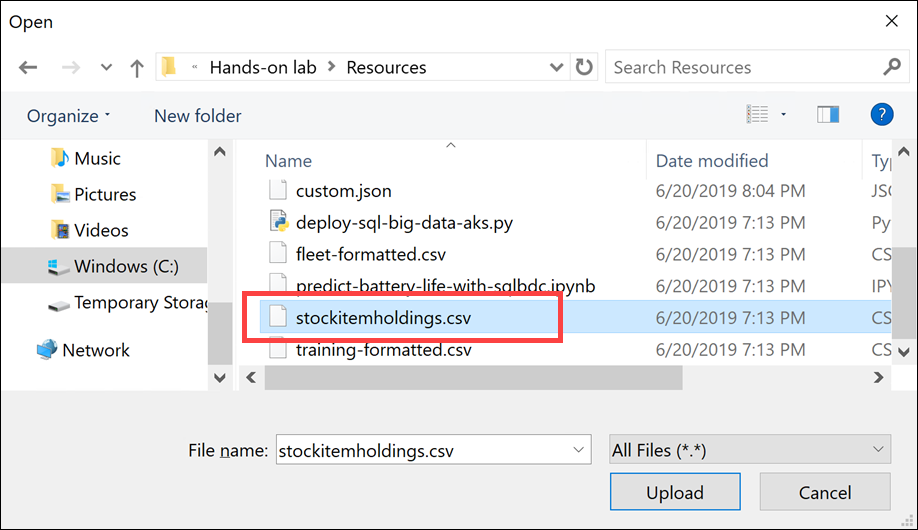 Open
« Hands-on lab > Resources
Search Resources
Organize
New folder
?
Music
Pictures
Videos
Windows (C:)
Temporary Storag
Network
Name Date modified Ty
custom.json 6/20/2019 8:04 PM JSC
deploy-sql-big-data-aks.py 6/20/2019 7:13 PM Py
fleet-formatted.csv 6/20/2019 7:13 PM CS
predict-battery-life-with-sqlbdc.ipynb 6/20/2019 7:13 PM IPY
stockitemholdings.csv 6/20/2019 7:13 PM CS
training-formatted.csv 6/20/2019 7:13 PM CS
File name: stockitemholdings.csv All Files (*.*)
Upload Cancel